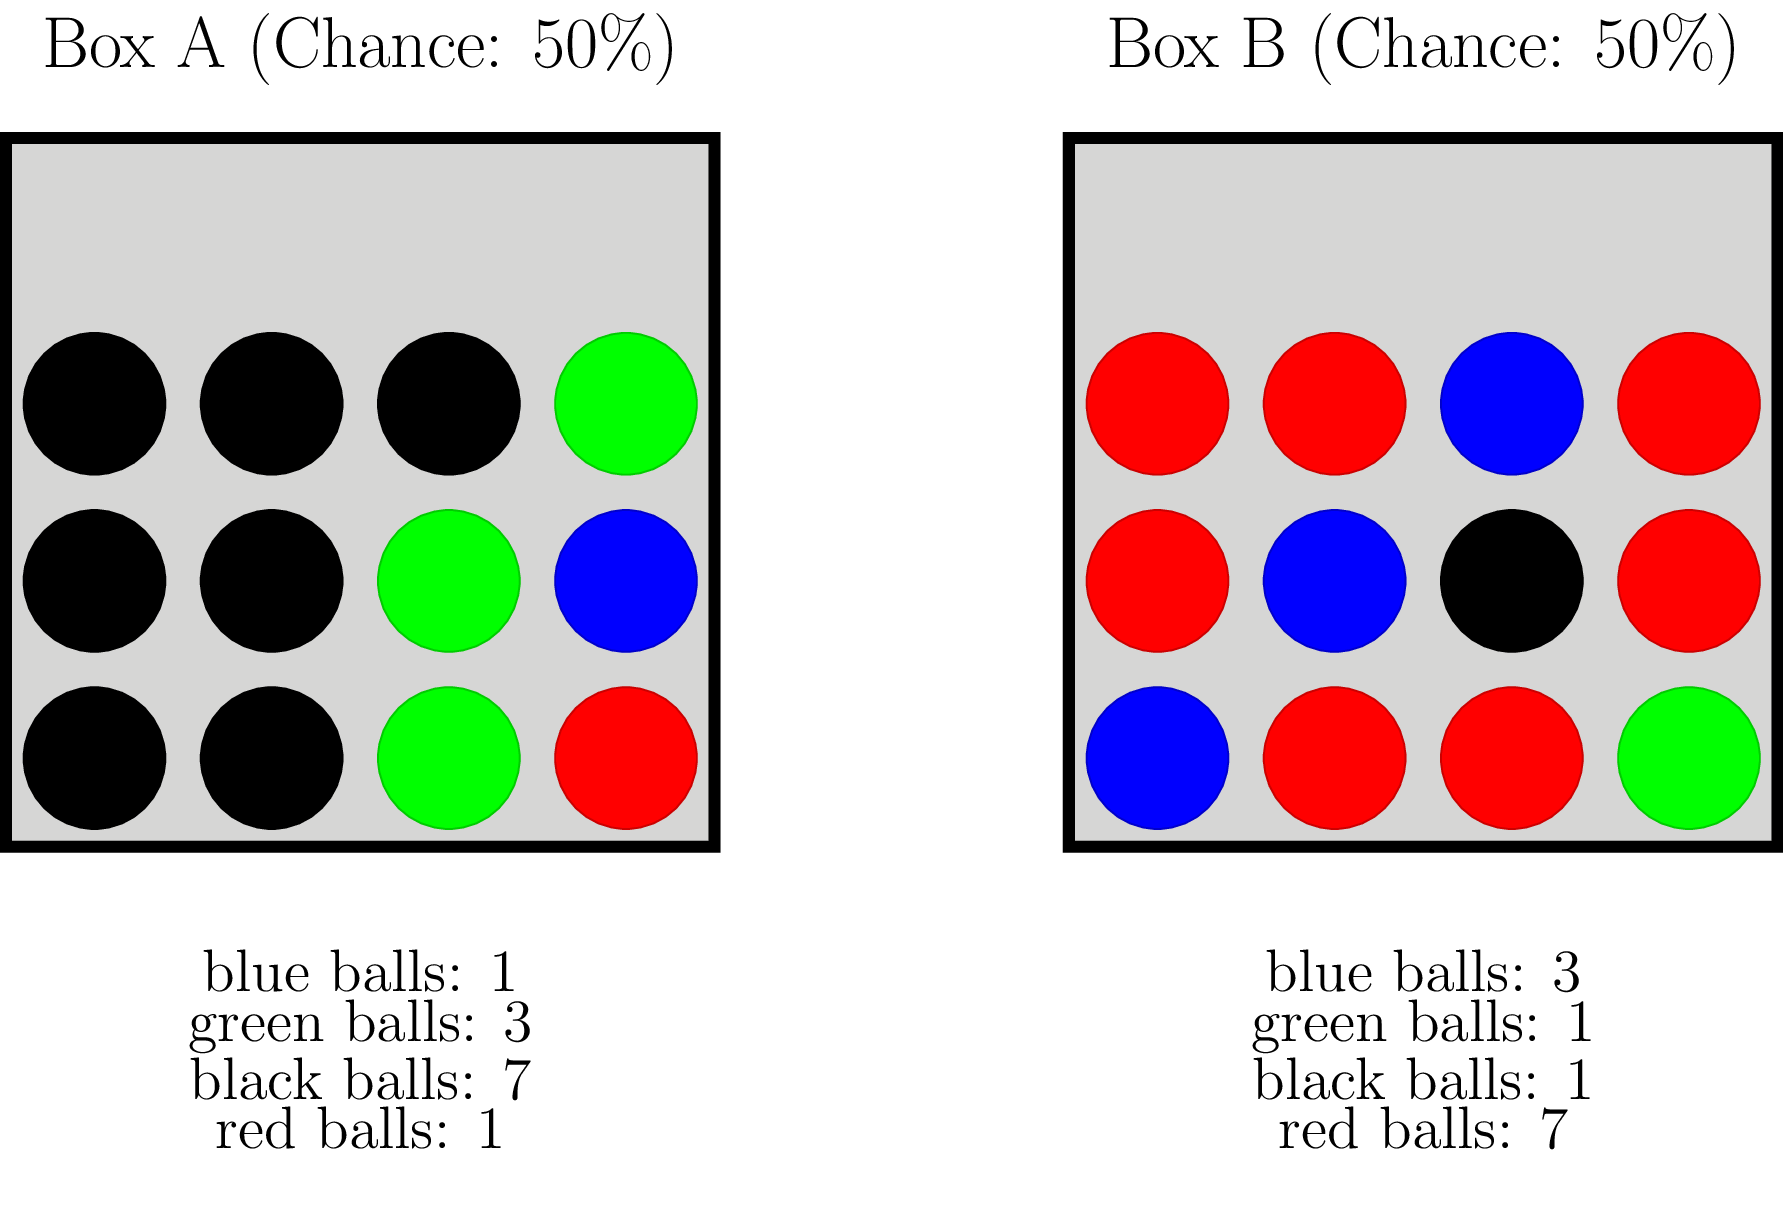 Box A (Chance: 50%)
Box B (Chance: 50%)
blue balls: 1
green balls: 3
black balls: 7
red balls: 1
blue balls: 3
green balls: 1
black balls: 1
red balls: 7